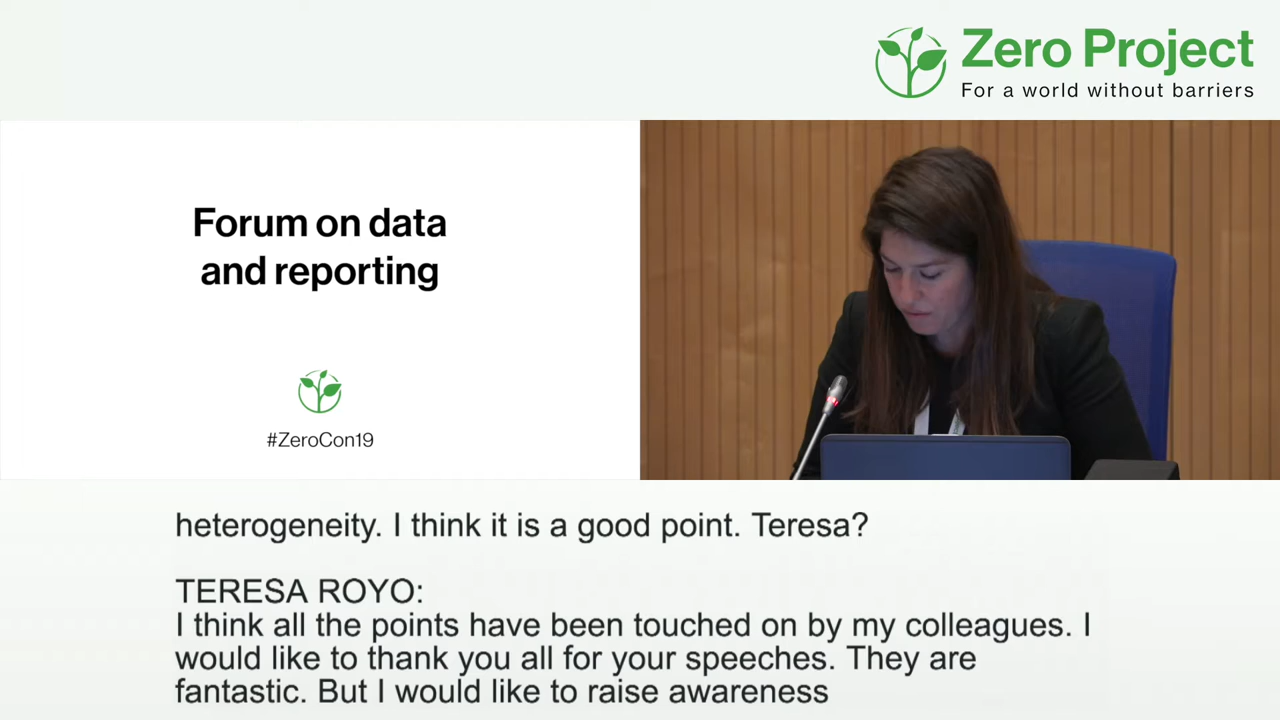 Zero Project
For a world without barriers
Forum on data
and reporting
#ZeroCon19
heterogeneity. I think it is a good point. Teresa?
TERESA ROYO:
I think all the points have been touched on by my colleagues. I
would like to thank you all for your speeches. They are
fantastic. But I would like to raise awareness